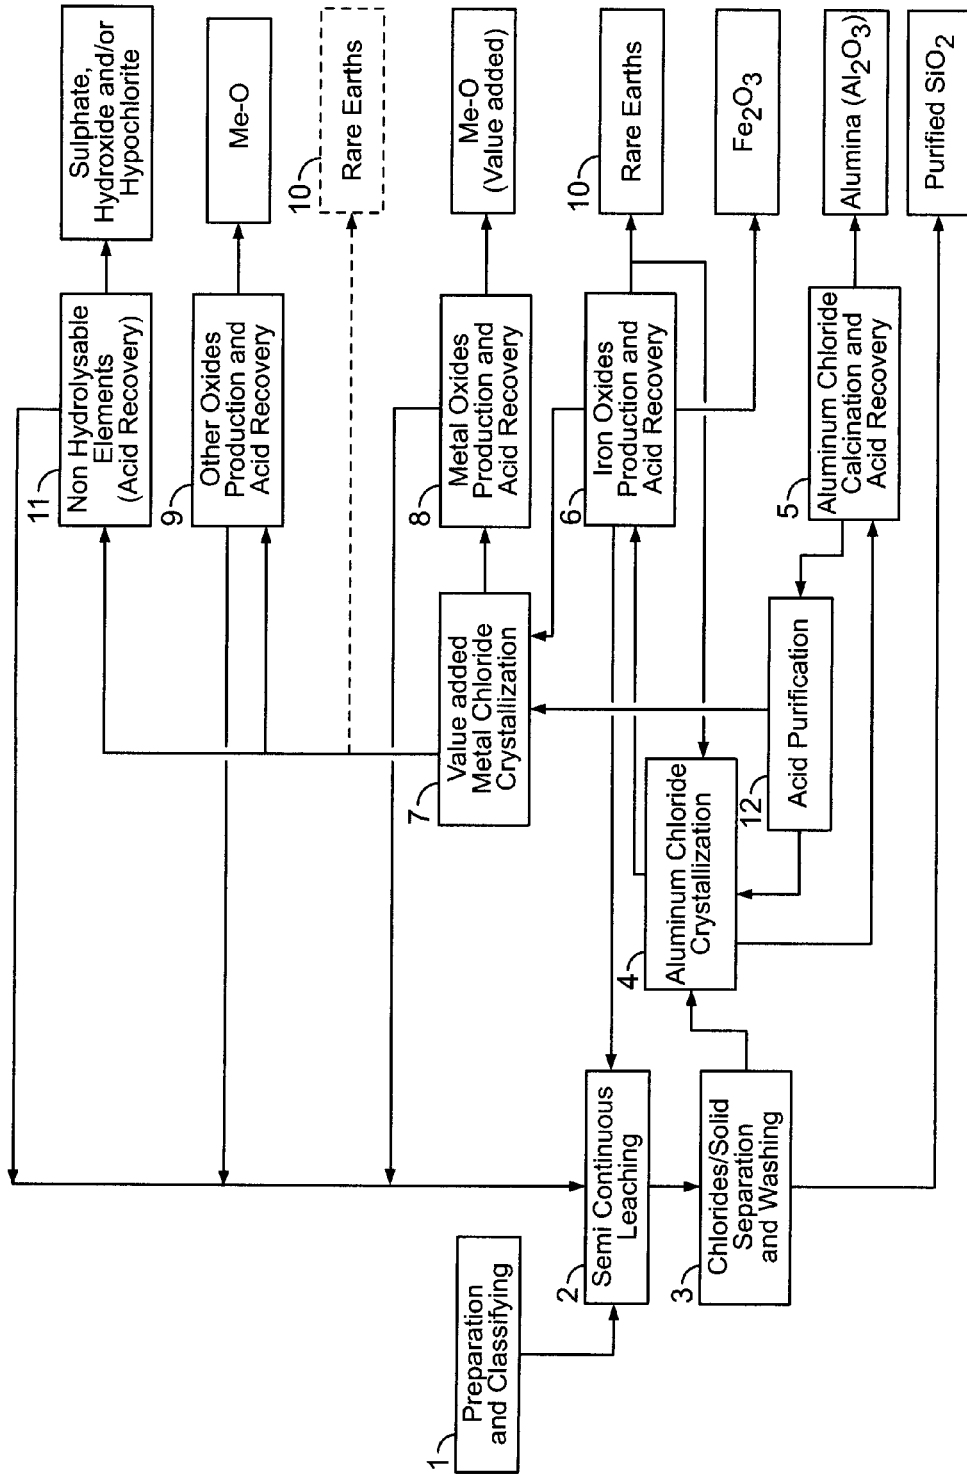 1
Preparation
and Classifying
2
Semi Continuous
Leaching
3
Chlorides/Solid
Separation
and Washing
4
Aluminum Chloride
Crystallization
12
Acid Purification
7
Value added
Metal Chloride
Crystallization
11
Non Hydrolysable
Elements
(Acid Recovery)
9
Other Oxides
Production and
Acid Recovery
8
Metal Oxides
Production and
Acid Recovery
6
Iron Oxides
Production and
Acid Recovery
5
Aluminum Chloride
Calcination and
Acid Recovery
Sulphate,
Hydroxide and/or
Hypochlorite
Me-O
10
Rare Earths
Me-O
(Value added)
10
Rare Earths
Fe2O3
Alumina (Al2O3)
Purified SiO2